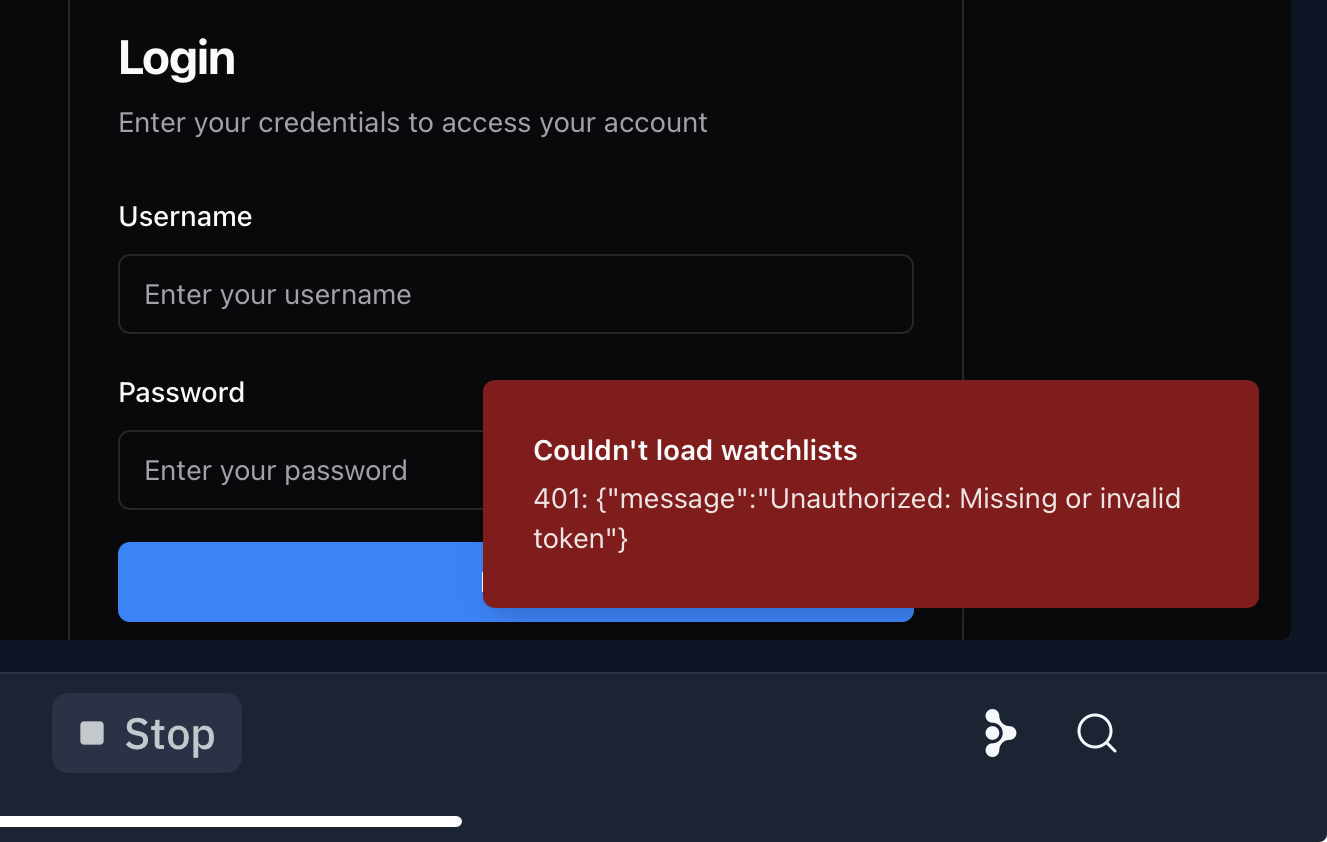 Login
Enter your credentials to access your account
Username
Enter your username
Password
Enter your password
Couldn't load watchlists
401: {"message":"Unauthorized: Missing or invalid
token"}
Stop